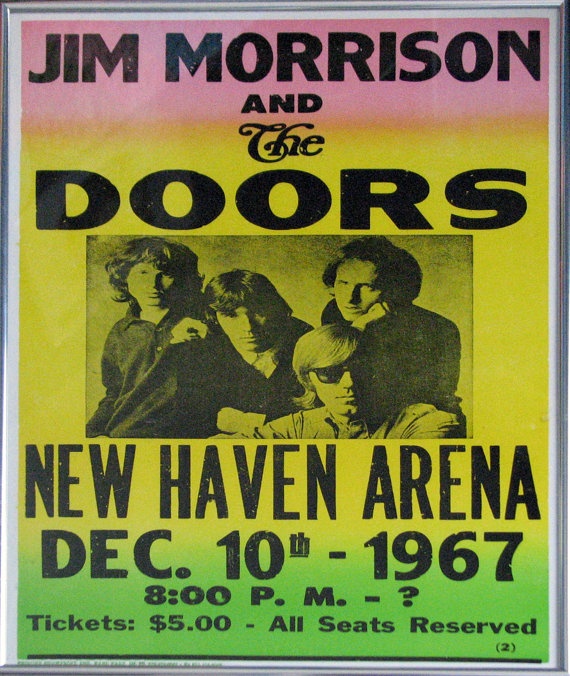 JIM MORRISON
AND
The
DOORS
NEW HAVEN ARENA
DEC. 10th - 1967
8:00 P. M. - ?
Tickets: $5.00 - All Seats Reserved
(2)